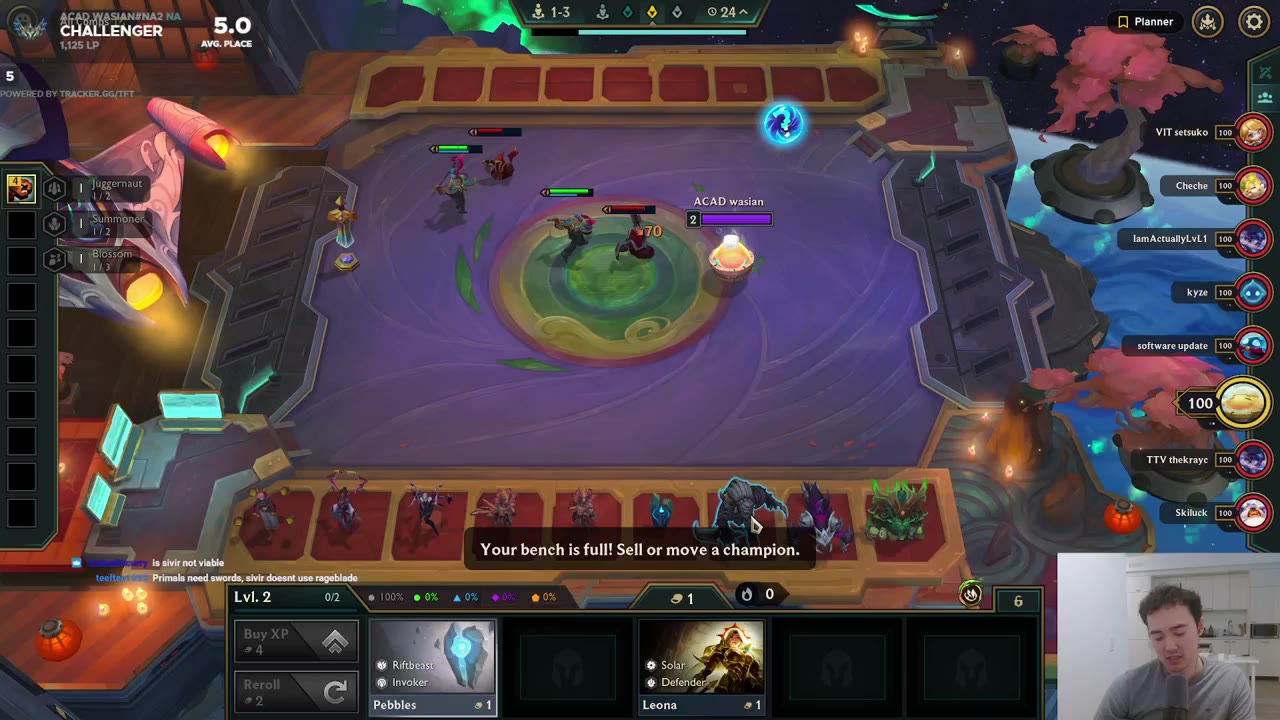 ACAD WASIAN#NA2 NA
CHALLENGER
1,125 LP
5.0
AVG. PLACE
5
POWERED BY TRACKER.GG/TFT
1-3
24
Planner
4
1
Juggernaut
1 / 2
1
Summoner
1 / 2
1
Blossom
1 / 3
70
ACAD wasian
2
VIT setsuko 100
Cheche 100
IamActuallyLvL1 100
kyze 100
software update 100
100
TTV thekrayc 100
Skiluck 100
Your bench is full! Sell or move a champion.
is sivir not viable
Primals need swords, sivir doesnt use rageblade
Lvl. 2
0/2
100%
0%
0%
0%
0%
1
0
6
Buy XP
4
Reroll
2
Riftbeast
Invoker
Pebbles
1
Solar
Defender
Leona
1